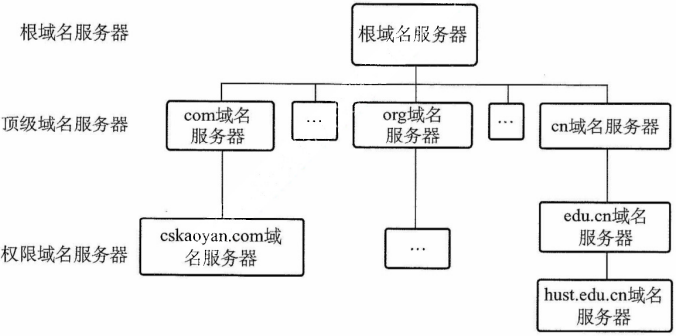 根域名服务器
根域名服务器
顶级域名服务器
com域名
服务器
...
org域名
服务器
...
cn域名服务器
权限域名服务器
cskaoyan.com域
名服务器
...
edu.cn域名
服务器
hust.edu.cn域名
服务器